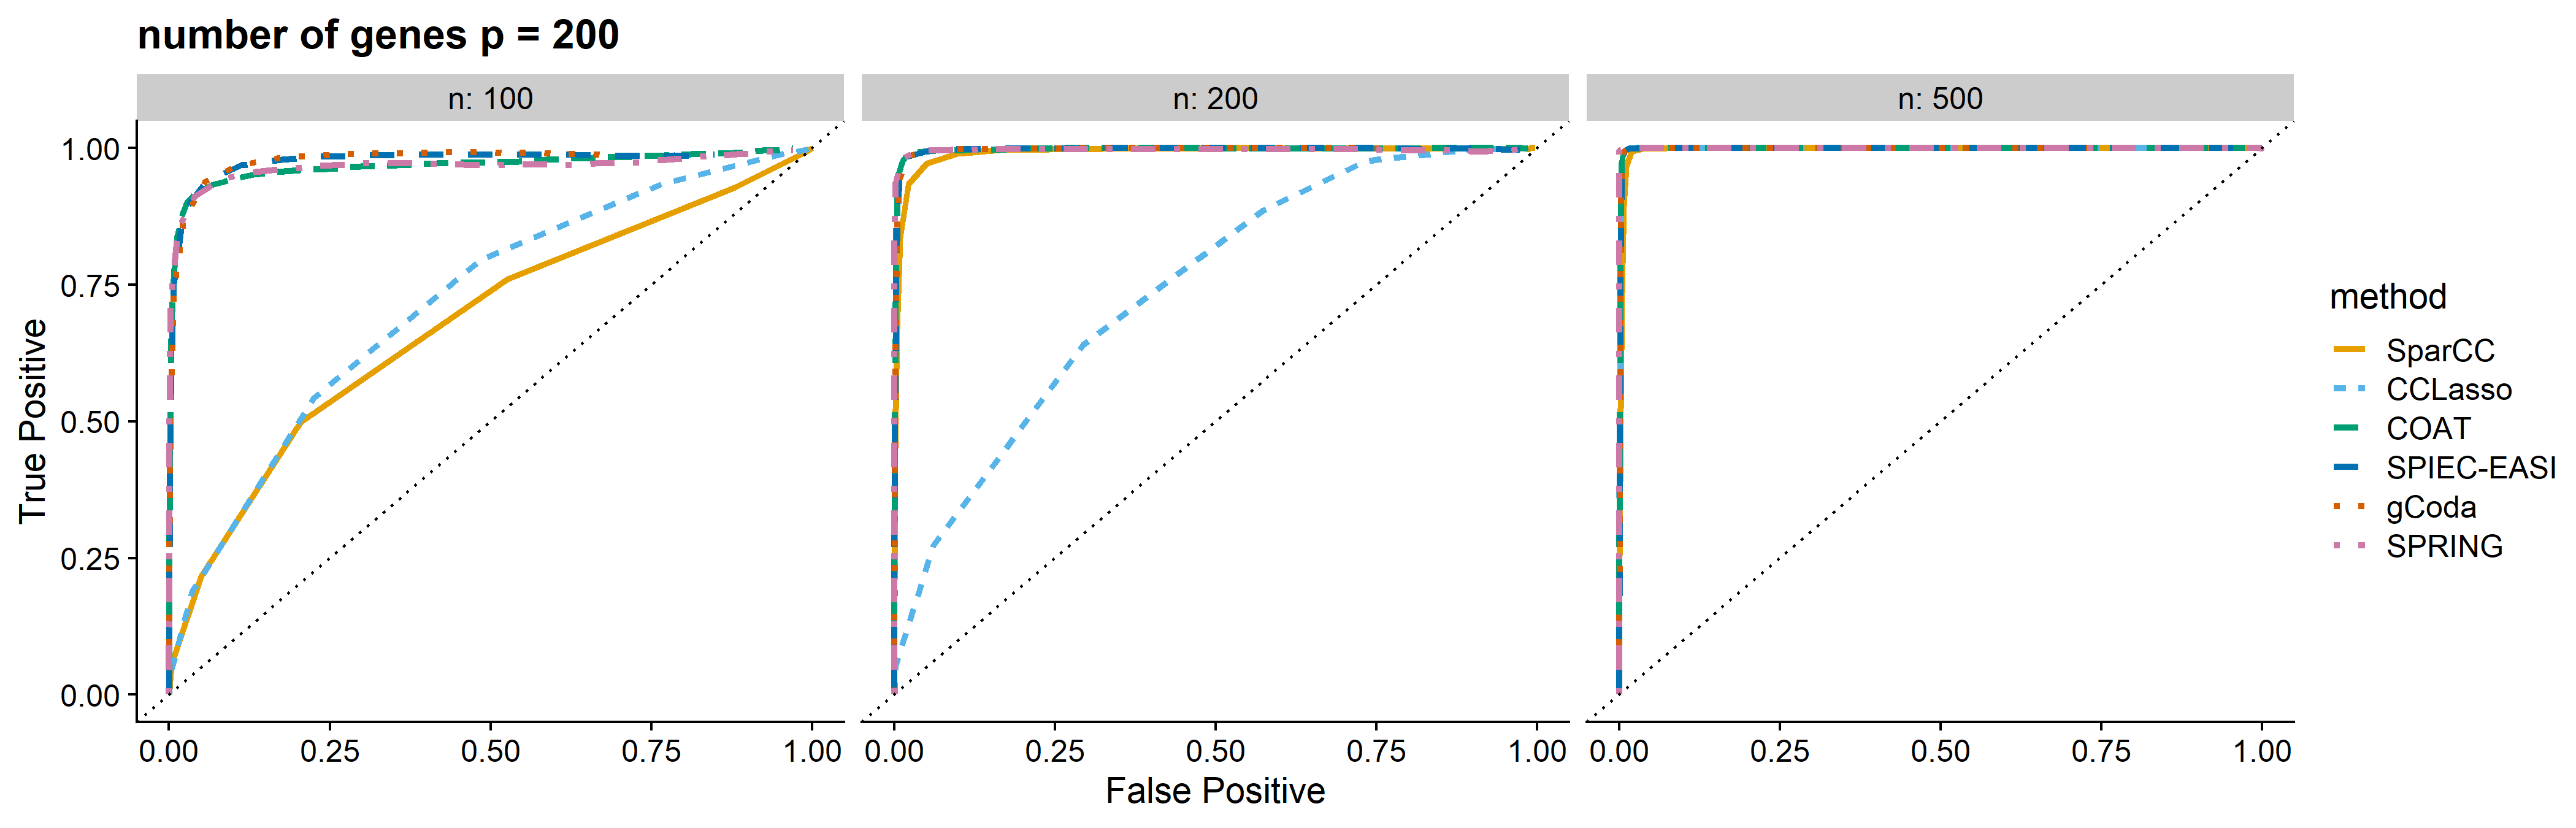 number of genes p = 200
n: 100
n: 200
n: 500
True Positive
1.00
0.75
0.50
0.25
0.00
0.00 0.25 0.50 0.75 1.00
0.00 0.25 0.50 0.75 1.00
0.00 0.25 0.50 0.75 1.00
False Positive
method
SparCC
CCLasso
COAT
SPIEC-EASI
gCoda
SPRING